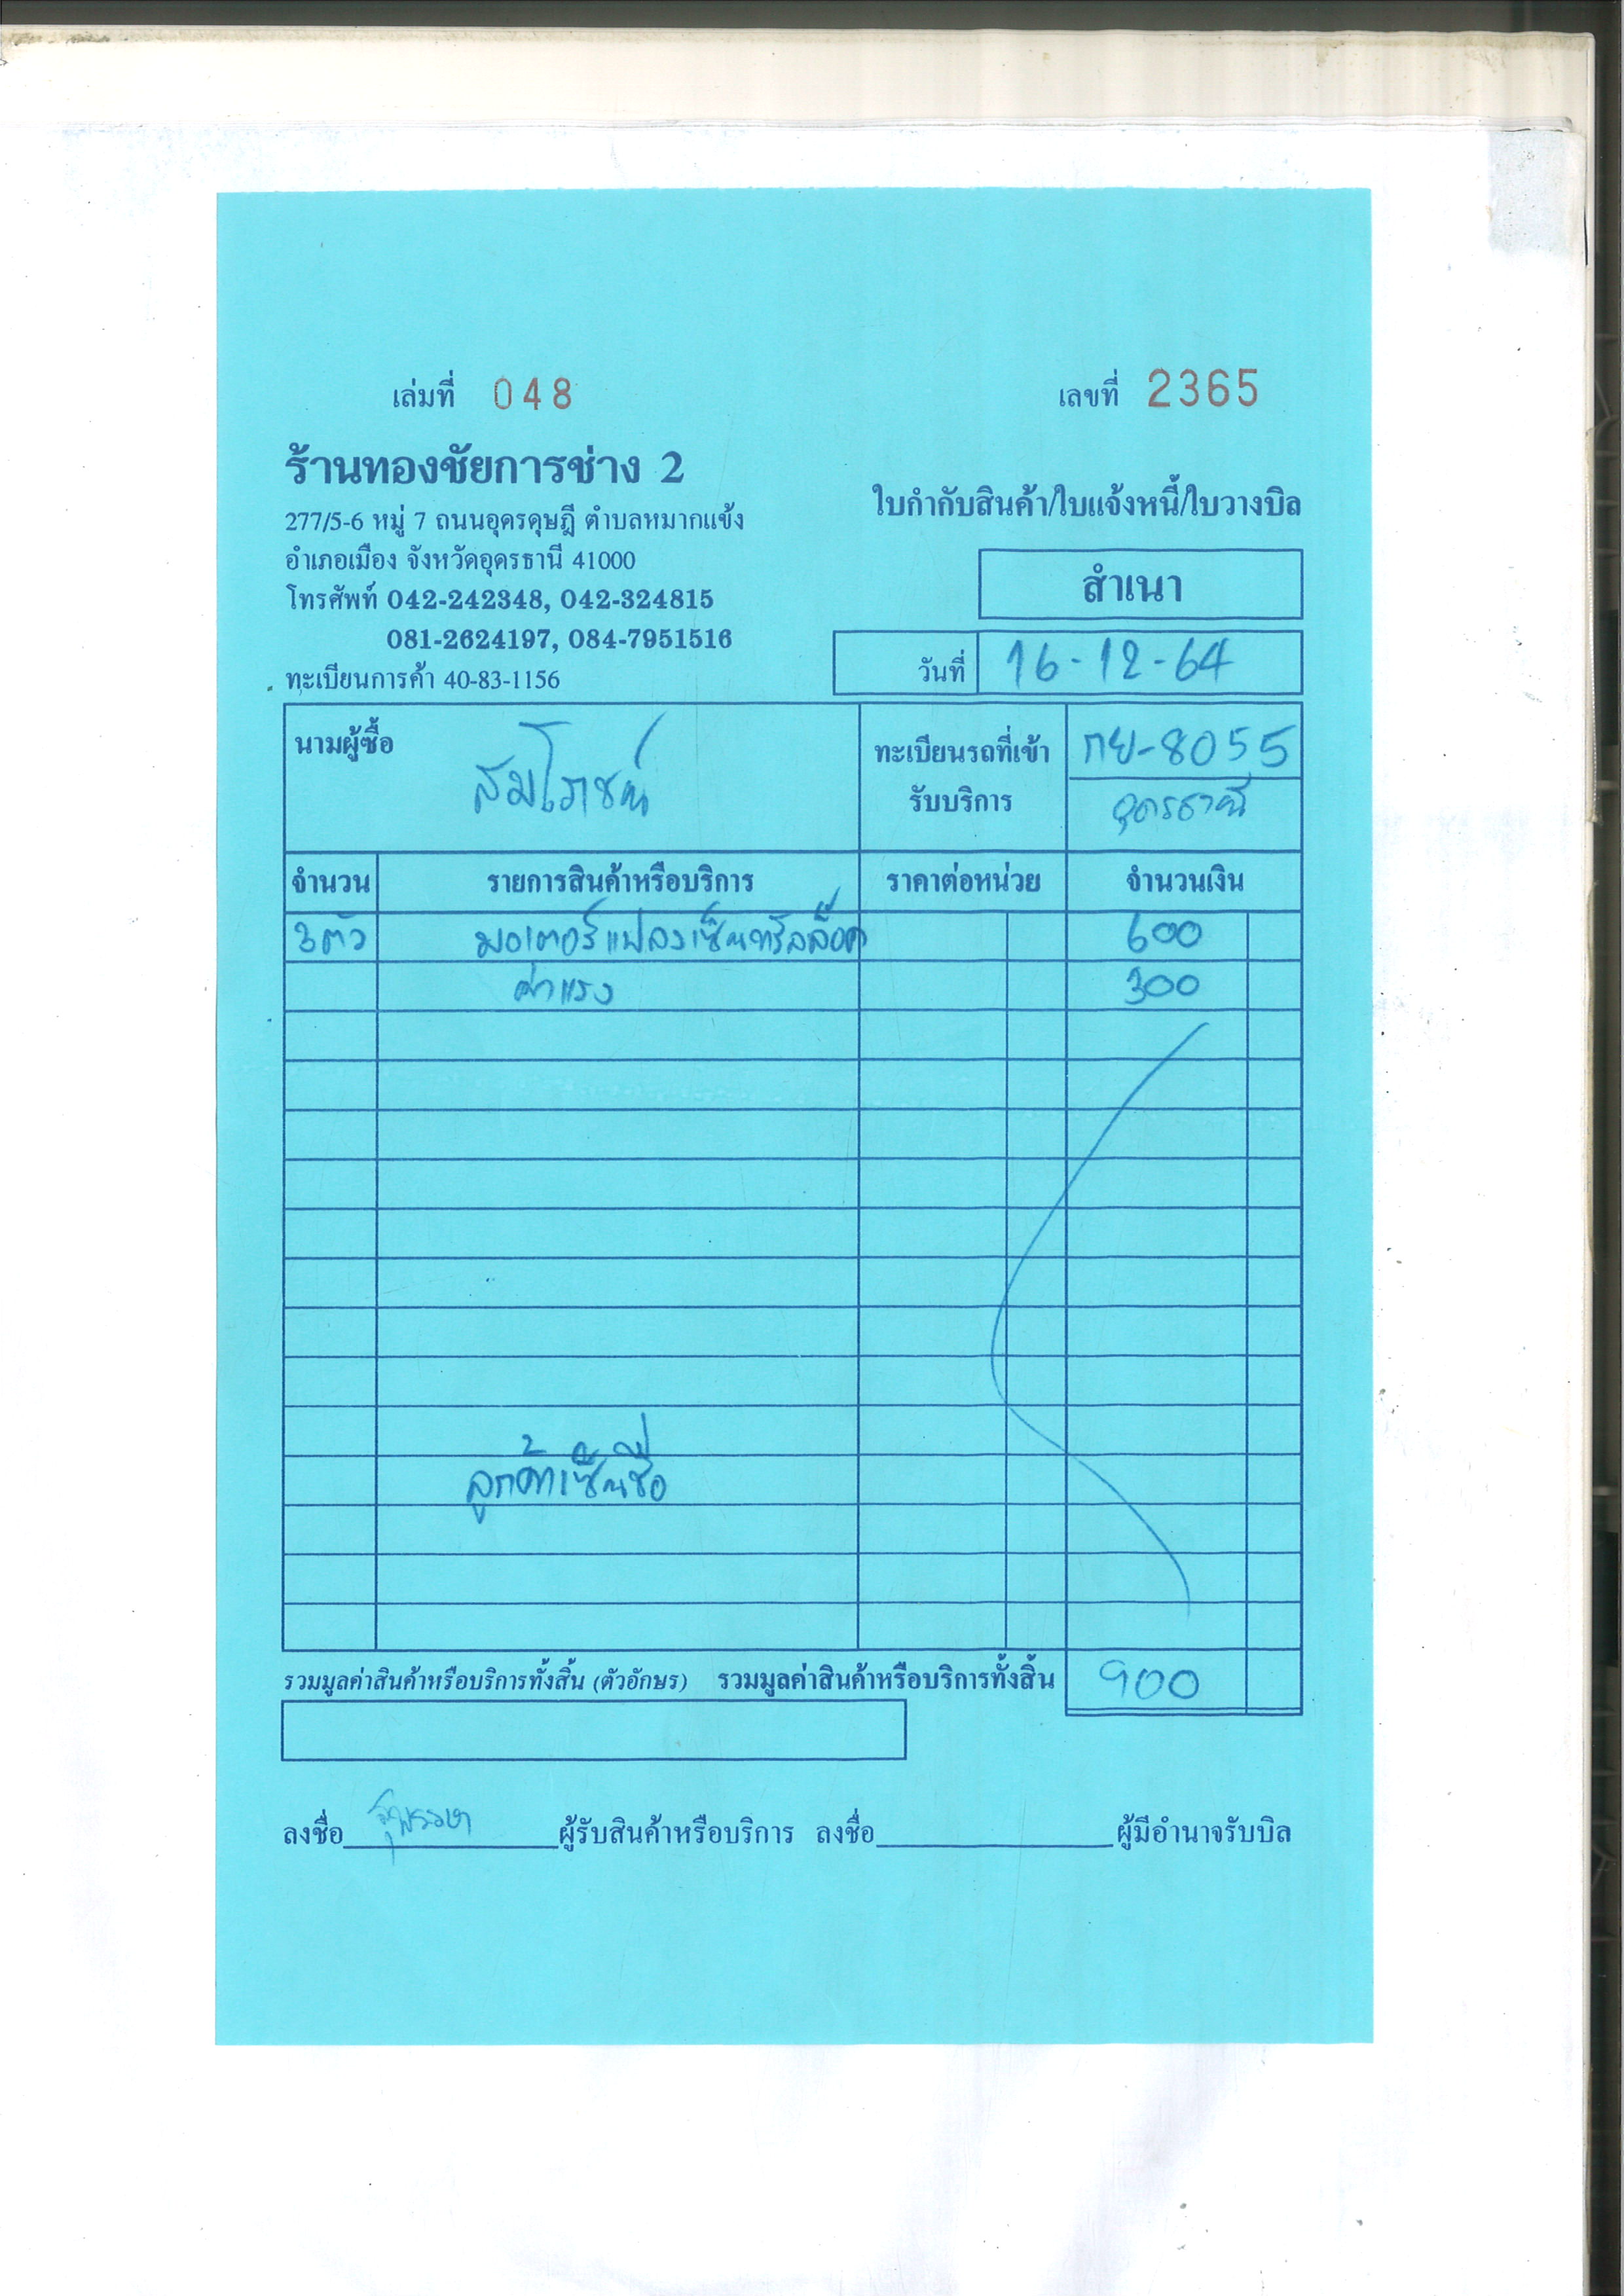 เล่มที่ 048 เลขที่ 2365
ร้านทองชัยการช่าง 2
ใบกำกับสินค้า/ใบแจ้งหนี้/ใบวางบิล
277/5-6 หมู่ 7 ถนนอุดรดุษฎี ตำบลหมากแข้ง
อำเภอเมือง จังหวัดอุดรธานี 41000
สำเนา
โทรศัพท์ 042-242348, 042-324815
081-2624197, 084-7951516
วันที่ 16-12-64
ทะเบียนการค้า 40-83-1156
นามผู้ซื้อ สมโรชน์
ทะเบียนรถที่เข้ารับบริการ กย-8055
อุดรธานี
จำนวน รายการสินค้าหรือบริการ ราคาต่อหน่วย จำนวนเงิน
3 ตัว มอเตอร์แปลงเซ็นทรัลล็อค 600
ค่าแรง 300
ลูกค้าเซ็นชื่อ
รวมมูลค่าสินค้าหรือบริการทั้งสิ้น (ตัวอักษร) รวมมูลค่าสินค้าหรือบริการทั้งสิ้น 900
ลงชื่อ ผู้รับสินค้าหรือบริการ ลงชื่อ ผู้มีอำนาจรับบิล